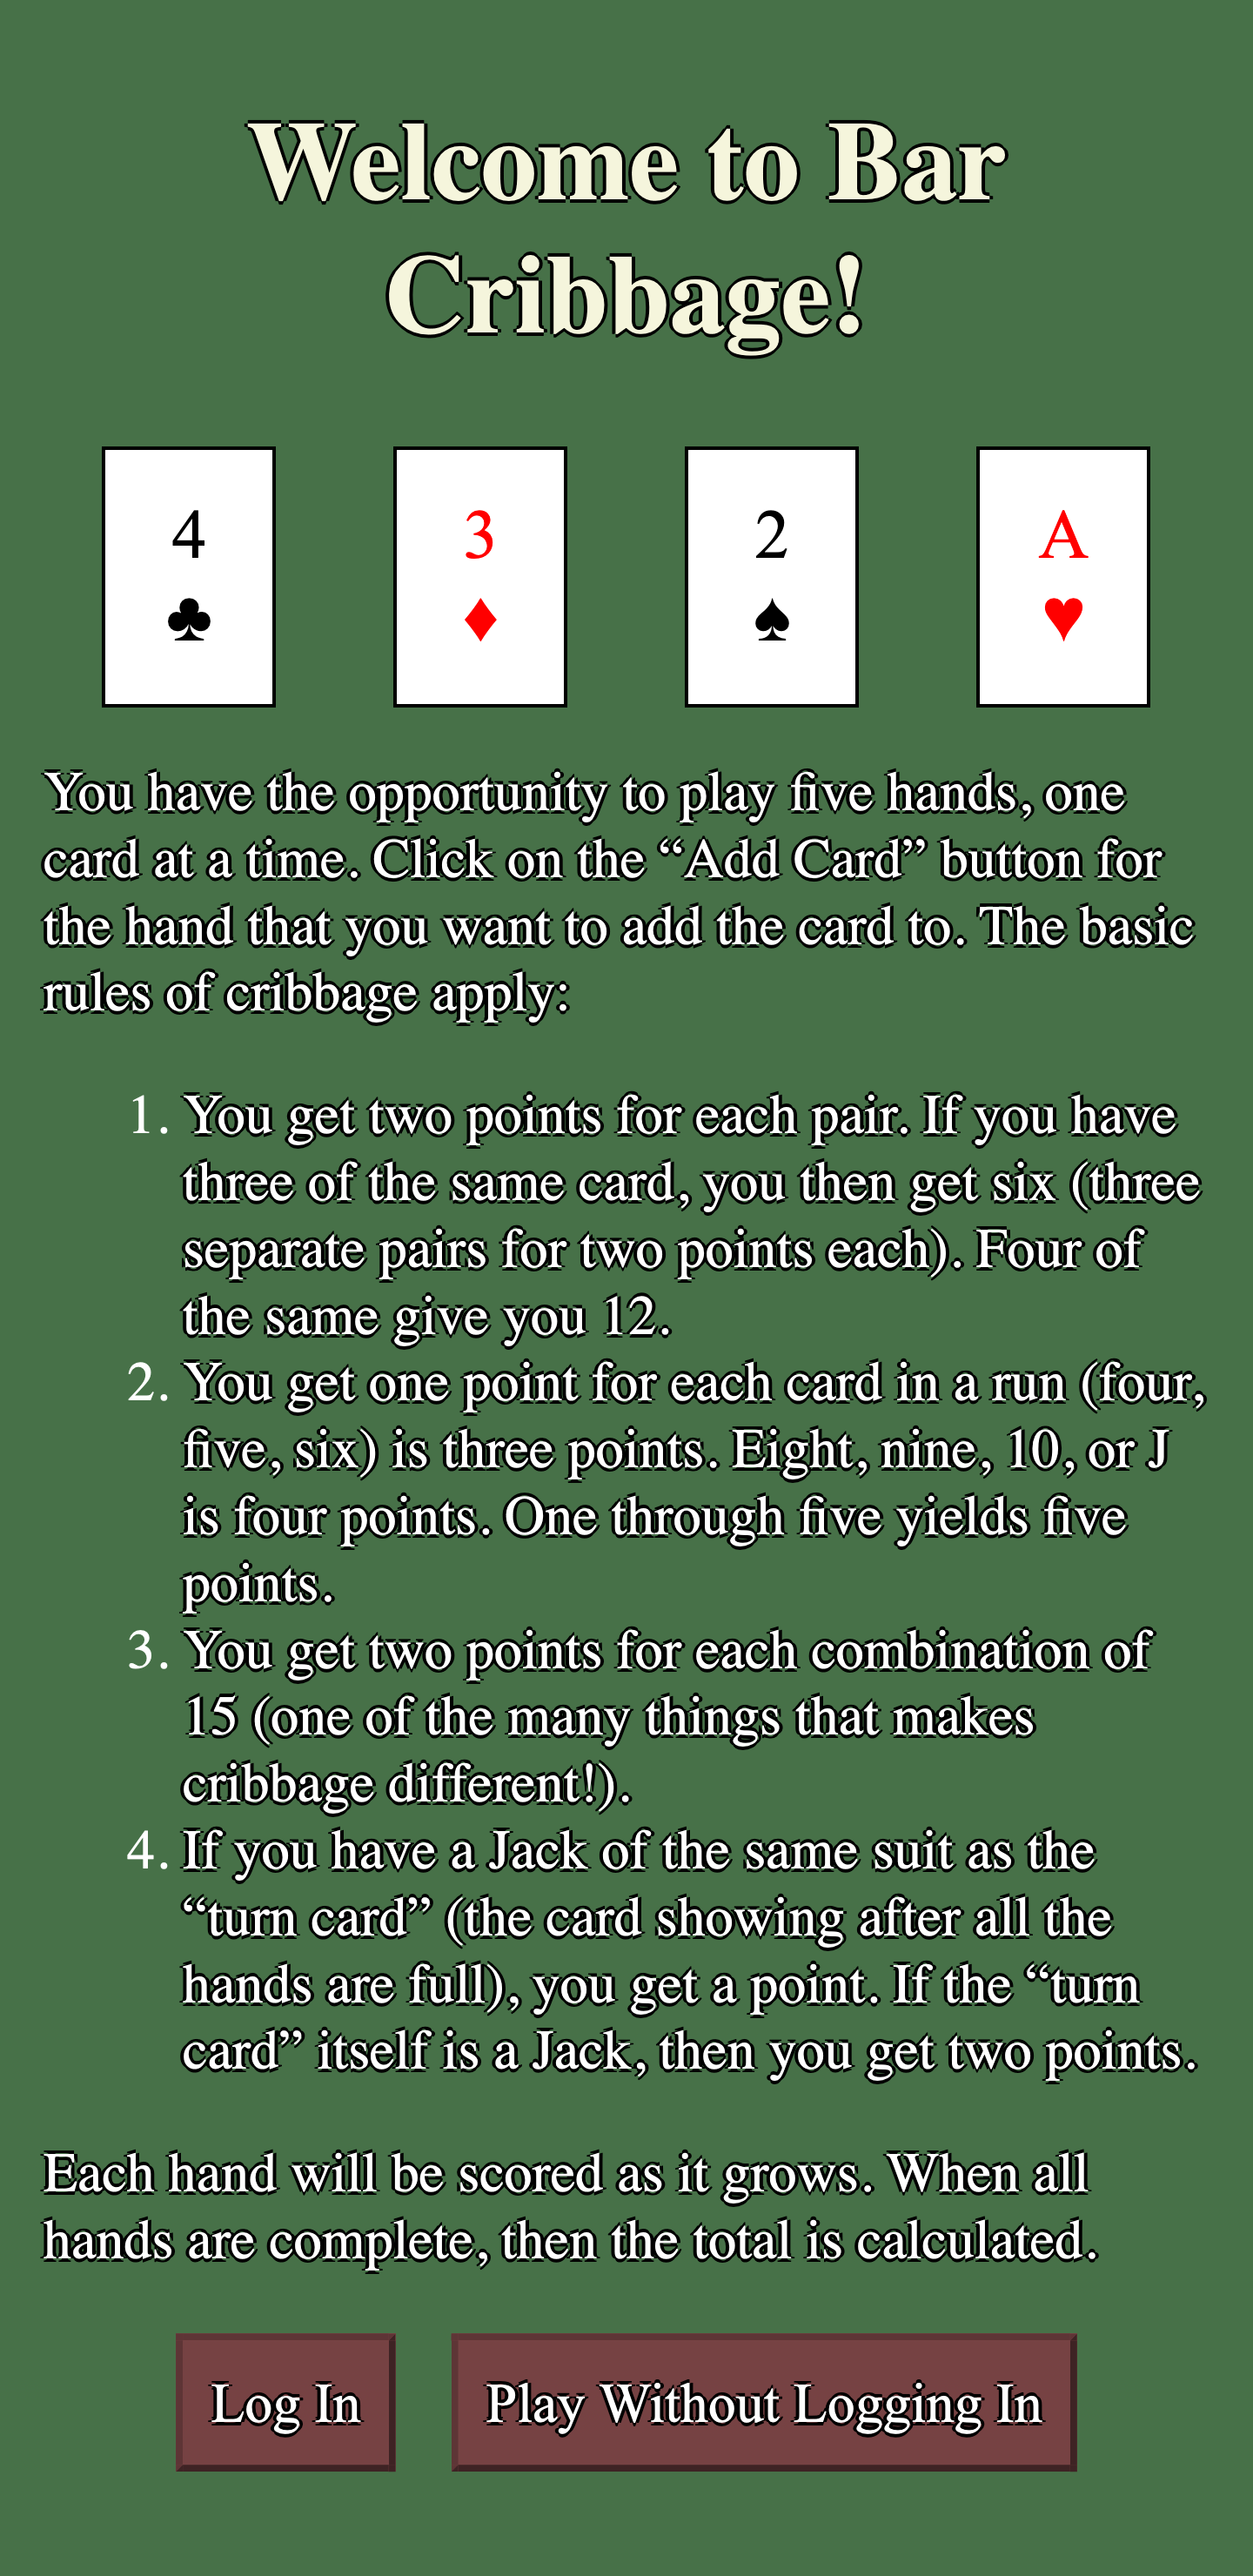 Welcome to Bar
Cribbage!
4 3 2 A
♣ ♦ ♠ ♥
You have the opportunity to play five hands, one
card at a time. Click on the “Add Card” button for
the hand that you want to add the card to. The basic
rules of cribbage apply:
1. You get two points for each pair. If you have
three of the same card, you then get six (three
separate pairs for two points each). Four of
the same give you 12.
2. You get one point for each card in a run (four,
five, six) is three points. Eight, nine, 10, or J
is four points. One through five yields five
points.
3. You get two points for each combination of
15 (one of the many things that makes
cribbage different!).
4. If you have a Jack of the same suit as the
“turn card” (the card showing after all the
hands are full), you get a point. If the “turn
card” itself is a Jack, then you get two points.
Each hand will be scored as it grows. When all
hands are complete, then the total is calculated.
Log In
Play Without Logging In